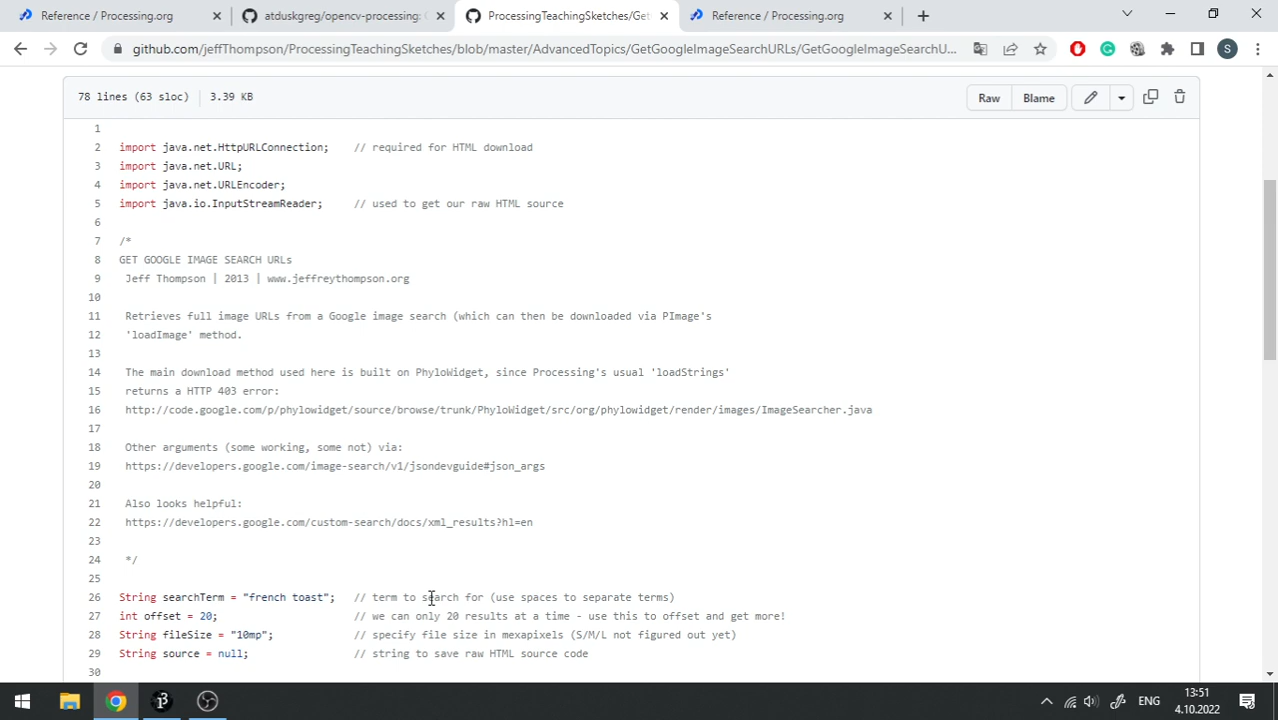 Reference / Processing.org
atduskgreg/opencv-processing: C
ProcessingTeachingSketches/Get
Reference / Processing.org
github.com/jeffThompson/ProcessingTeachingSketches/blob/master/AdvancedTopics/GetGoogleImageSearchURLs/GetGoogleImageSearchU...
S
78 lines (63 sloc) 3.39 KB
Raw Blame
1
2 import java.net.HttpURLConnection; // required for HTML download
3 import java.net.URL;
4 import java.net.URLEncoder;
5 import java.io.InputStreamReader; // used to get our raw HTML source
6
7 /*
8 GET GOOGLE IMAGE SEARCH URLs
9 Jeff Thompson | 2013 | www.jeffreythompson.org
10
11 Retrieves full image URLs from a Google image search (which can then be downloaded via PImage's
12 'loadImage' method.
13
14 The main download method used here is built on PhyloWidget, since Processing's usual 'loadStrings'
15 returns a HTTP 403 error:
16 http://code.google.com/p/phylowidget/source/browse/trunk/PhyloWidget/src/org/phylowidget/render/images/ImageSearcher.java
17
18 Other arguments (some working, some not) via:
19 https://developers.google.com/image-search/v1/jsondevguide#json_args
20
21 Also looks helpful:
22 https://developers.google.com/custom-search/docs/xml_results?hl=en
23
24 */
25
26 String searchTerm = "french toast"; // term to search for (use spaces to separate terms)
27 int offset = 20; // we can only 20 results at a time - use this to offset and get more!
28 String fileSize = "10mp"; // specify file size in mexapixels (S/M/L not figured out yet)
29 String source = null; // string to save raw HTML source code
30
ENG
13:51
4.10.2022